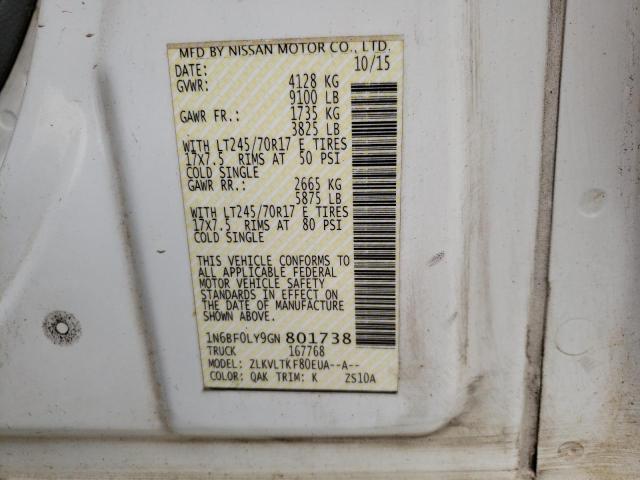 MFD BY NISSAN MOTOR CO., LTD.
DATE: 10/15
GVWR: 4128 KG
9100 LB
GAWR FR.: 1735 KG
3825 LB
WITH LT245/70R17 E TIRES
17X7.5 RIMS AT 50 PSI
COLD SINGLE
GAWR RR.: 2665 KG
5875 LB
WITH LT245/70R17 E TIRES
17X7.5 RIMS AT 80 PSI
COLD SINGLE
THIS VEHICLE CONFORMS TO
ALL APPLICABLE FEDERAL
MOTOR VEHICLE SAFETY
STANDARDS IN EFFECT ON
THE DATE OF MANUFACTURE
SHOWN ABOVE.
1N6BF0LY9GN801738
TRUCK 167768
MODEL: ZLKVLTKF80EUA--A--
COLOR: QAK TRIM: K ZS10A